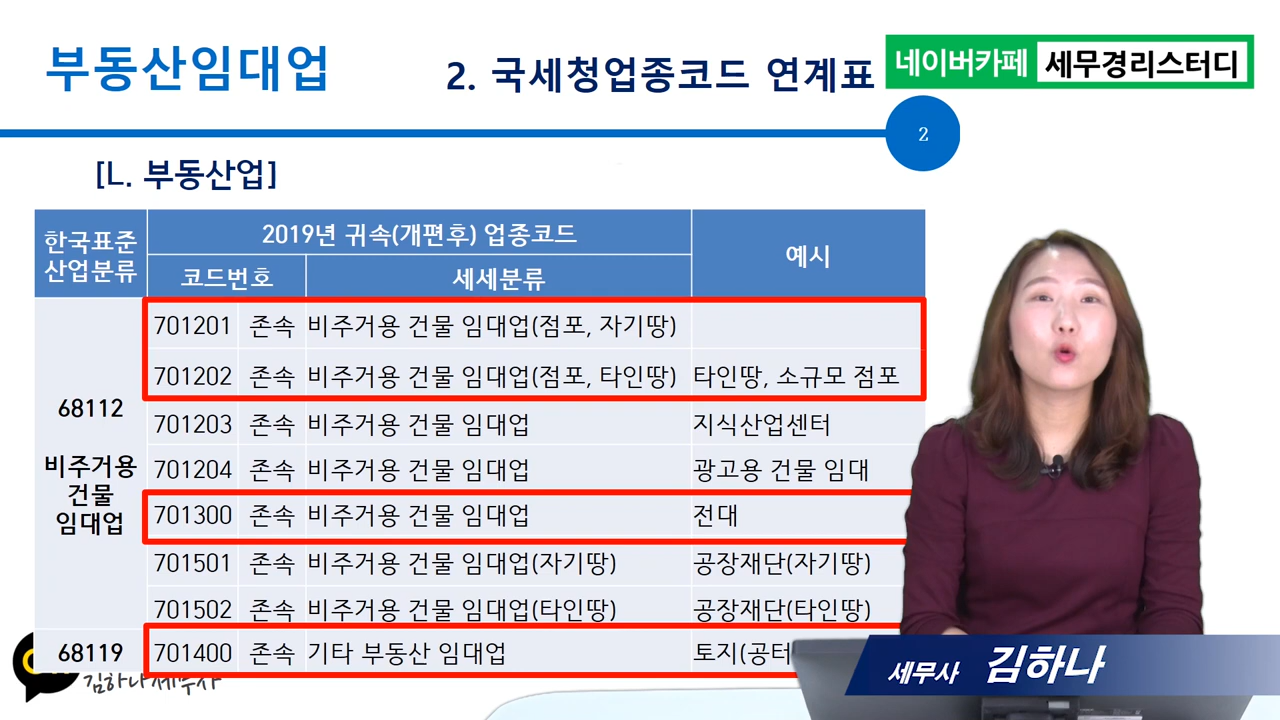 부동산임대업
2. 국세청업종코드 연계표
네이버카페 세무경리스터디
2
[L. 부동산업]
한국표준 산업분류
2019년 귀속(개편후) 업종코드
예시
코드번호 세세분류
701201 존속 비주거용 건물 임대업(점포, 자기땅)
701202 존속 비주거용 건물 임대업(점포, 타인땅) 타인땅, 소규모 점포
68112 비주거용 건물 임대업
701203 존속 비주거용 건물 임대업 지식산업센터
701204 존속 비주거용 건물 임대업 광고용 건물 임대
701300 존속 비주거용 건물 임대업 전대
701501 존속 비주거용 건물 임대업(자기땅) 공장재단(자기땅)
701502 존속 비주거용 건물 임대업(타인땅) 공장재단(타인땅)
68119 701400 존속 기타 부동산 임대업 토지(공터
김하나 세무사
세무사 김하나